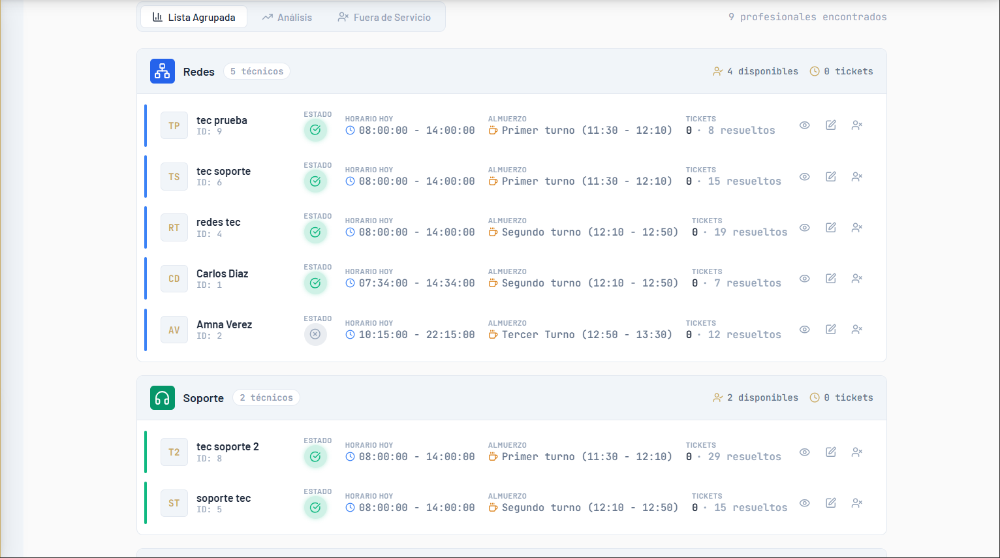 Lista Agrupada Análisis Fuera de Servicio 9 profesionales encontrados
Redes 5 técnicos 4 disponibles 0 tickets
ESTADO HORARIO HOY ALMUERZO TICKETS
TP tec prueba 08:00:00 - 14:00:00 Primer turno (11:30 - 12:10) 0 · 8 resueltos
ID: 9
ESTADO HORARIO HOY ALMUERZO TICKETS
TS tec soporte 08:00:00 - 14:00:00 Primer turno (11:30 - 12:10) 0 · 15 resueltos
ID: 6
ESTADO HORARIO HOY ALMUERZO TICKETS
RT redes tec 08:00:00 - 14:00:00 Segundo turno (12:10 - 12:50) 0 · 19 resueltos
ID: 4
ESTADO HORARIO HOY ALMUERZO TICKETS
CD Carlos Diaz 07:34:00 - 14:34:00 Segundo turno (12:10 - 12:50) 0 · 7 resueltos
ID: 1
ESTADO HORARIO HOY ALMUERZO TICKETS
AV Amna Verez 10:15:00 - 22:15:00 Tercer Turno (12:50 - 13:30) 0 · 12 resueltos
ID: 2
Soporte 2 técnicos 2 disponibles 0 tickets
ESTADO HORARIO HOY ALMUERZO TICKETS
T2 tec soporte 2 08:00:00 - 14:00:00 Primer turno (11:30 - 12:10) 0 · 29 resueltos
ID: 8
ESTADO HORARIO HOY ALMUERZO TICKETS
ST soporte tec 08:00:00 - 14:00:00 Segundo turno (12:10 - 12:50) 0 · 15 resueltos
ID: 5